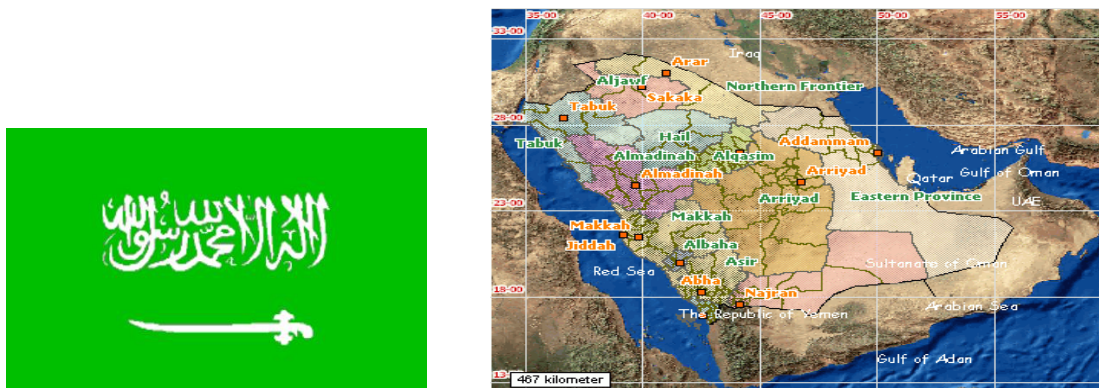 لا إله إلا الله محمد رسول الله
35-00 40-00 45-00 50-00 55-00
33-00
Iraq
Arar
Aljawf
Northern Frontier
Sakaka
Tabuk
28-00
Tabuk
Hail
Addammam
Almadinah
Alqasim
Arabian Gulf
Almadinah
Arriyad
Qatar
Gulf of Oman
Arriyad
Eastern Province
UAE
23-00
Makkah
Makkah
Jiddah
Albaha
Asir
Sultanate of Oman
Red Sea
Abha
18-00
Najran
Arabian Sea
The Republic of Yemen
Gulf of Adan
13-
467 kilometer